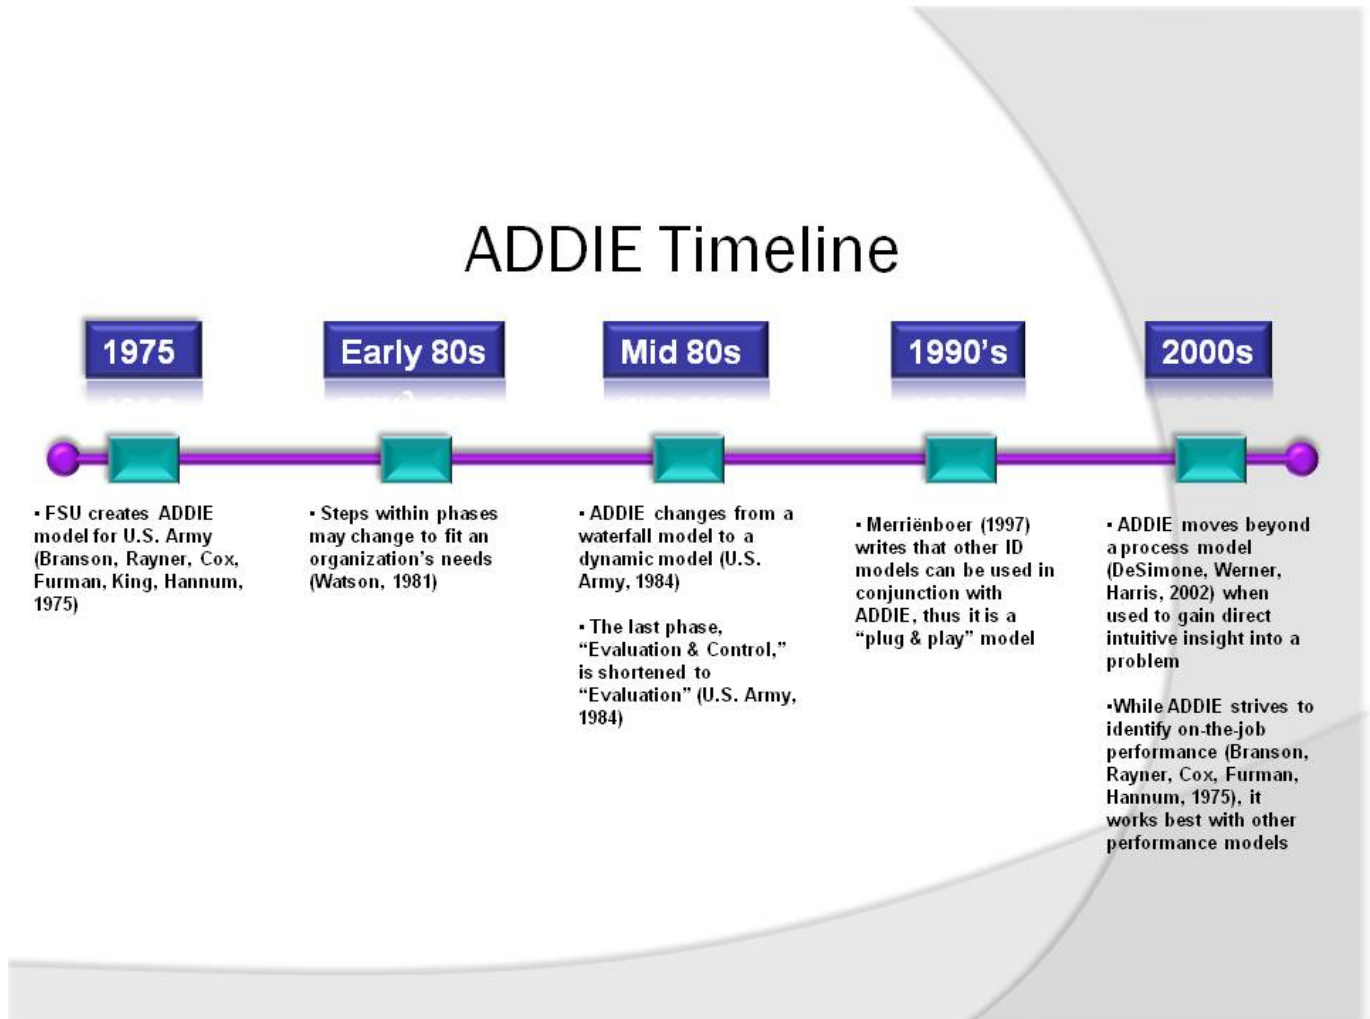 ADDIE Timeline
1975
Early 80s
Mid 80s
1990's
2000s
▪ FSU creates ADDIE
model for U.S. Army
(Branson, Rayner, Cox,
Furman, King, Hannum,
1975)
▪ Steps within phases
may change to fit an
organization's needs
(Watson, 1981)
▪ ADDIE changes from a
waterfall model to a
dynamic model (U.S.
Army, 1984)
▪ The last phase,
“Evaluation & Control,”
is shortened to
“Evaluation” (U.S. Army,
1984)
▪ Merriënboer (1997)
writes that other ID
models can be used in
conjunction with
ADDIE, thus it is a
“plug & play” model
▪ ADDIE moves beyond
a process model
(DeSimone, Werner,
Harris, 2002) when
used to gain direct
intuitive insight into a
problem
▪While ADDIE strives to
identify on-the-job
performance (Branson,
Rayner, Cox, Furman,
Hannum, 1975), it
works best with other
performance models